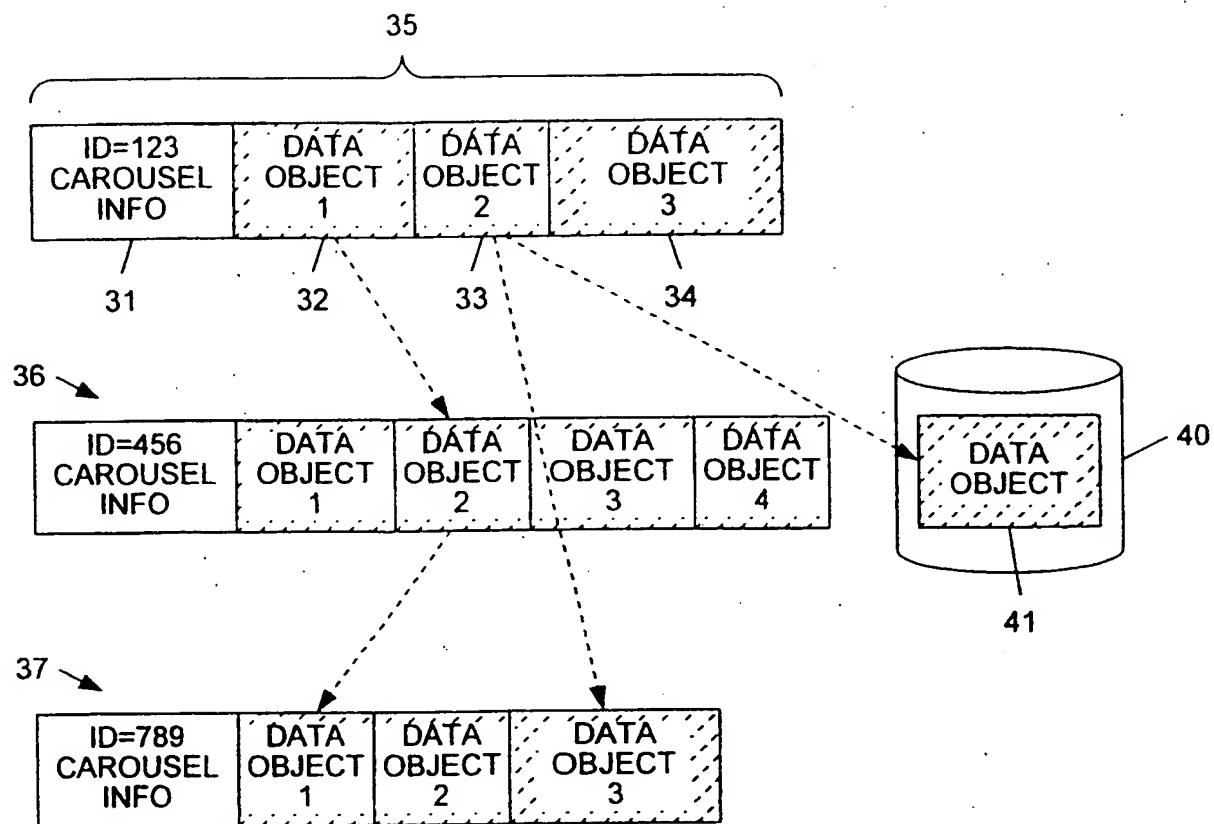 35
ID=123
CAROUSEL
INFO
DATA
OBJECT
1
DATA
OBJECT
2
DATA
OBJECT
3
31
32
33
34
36
ID=456
CAROUSEL
INFO
DATA
OBJECT
1
DATA
OBJECT
2
DATA
OBJECT
3
DATA
OBJECT
4
DATA
OBJECT
40
41
37
ID=789
CAROUSEL
INFO
DATA
OBJECT
1
DATA
OBJECT
2
DATA
OBJECT
3